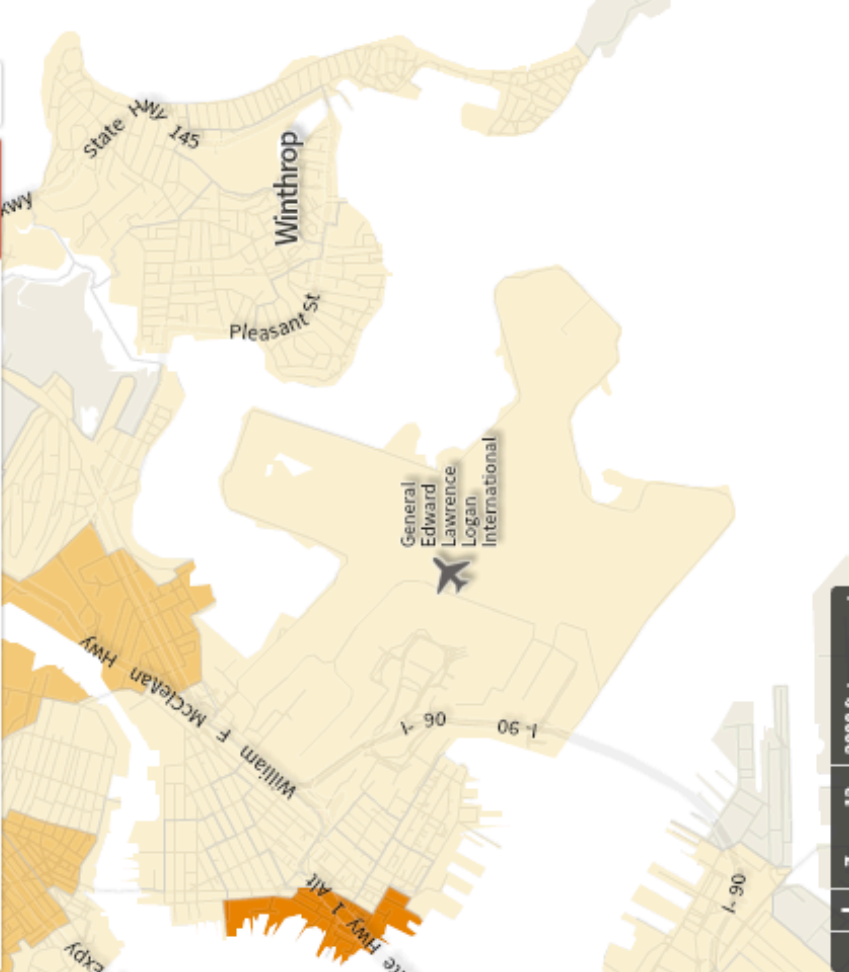 State Hwy 145
Winthrop
Pleasant St
General
Edward
Lawrence
Logan
International
William F McClellan Hwy
I- 90
I- 90
I- 90
Hwy 1 Alt
Expy